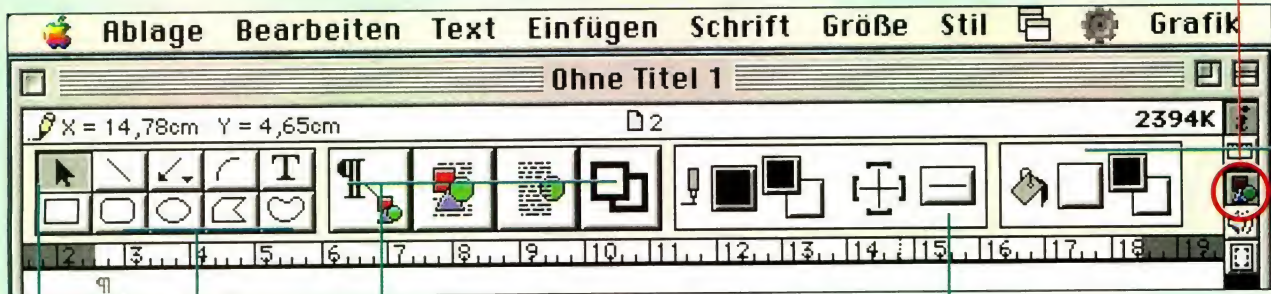 Ablage Bearbeiten Text Einfügen Schrift Größe Stil Grafik
Ohne Titel 1
X = 14,78cm Y = 4,65cm 2 2394K
T ¶
2 3 4 5 6 7 8 9 10 11 12 13 14 15 16 17 18 19
¶